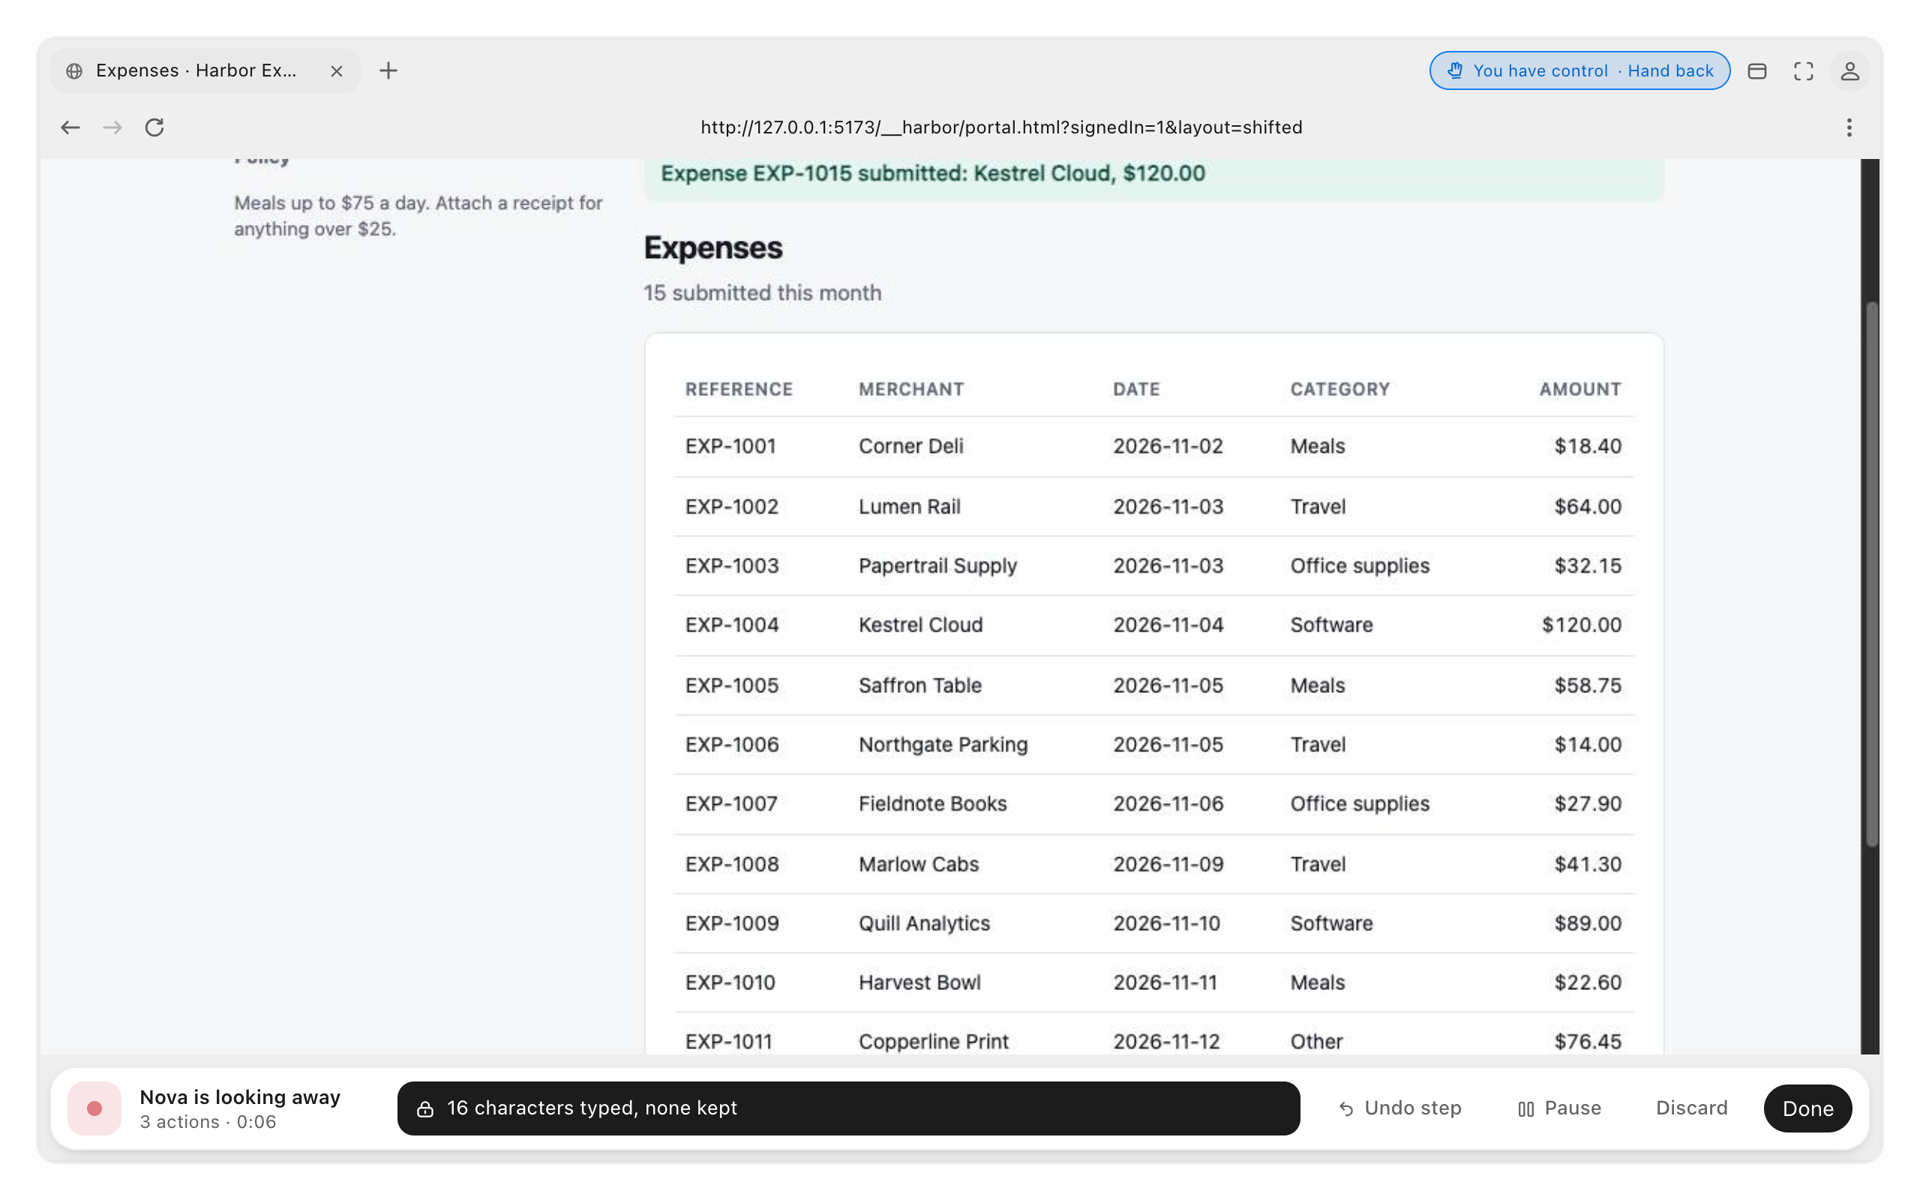 Expenses · Harbor Ex...
You have control · Hand back
http://127.0.0.1:5173/__harbor/portal.html?signedIn=1&layout=shifted
Policy
Meals up to $75 a day. Attach a receipt for
anything over $25.
Expense EXP-1015 submitted: Kestrel Cloud, $120.00
Expenses
15 submitted this month
REFERENCE MERCHANT DATE CATEGORY AMOUNT
EXP-1001 Corner Deli 2026-11-02 Meals $18.40
EXP-1002 Lumen Rail 2026-11-03 Travel $64.00
EXP-1003 Papertrail Supply 2026-11-03 Office supplies $32.15
EXP-1004 Kestrel Cloud 2026-11-04 Software $120.00
EXP-1005 Saffron Table 2026-11-05 Meals $58.75
EXP-1006 Northgate Parking 2026-11-05 Travel $14.00
EXP-1007 Fieldnote Books 2026-11-06 Office supplies $27.90
EXP-1008 Marlow Cabs 2026-11-09 Travel $41.30
EXP-1009 Quill Analytics 2026-11-10 Software $89.00
EXP-1010 Harvest Bowl 2026-11-11 Meals $22.60
EXP-1011 Copperline Print 2026-11-12 Other $76.45
Nova is looking away
3 actions · 0:06
16 characters typed, none kept
Undo step
Pause
Discard
Done